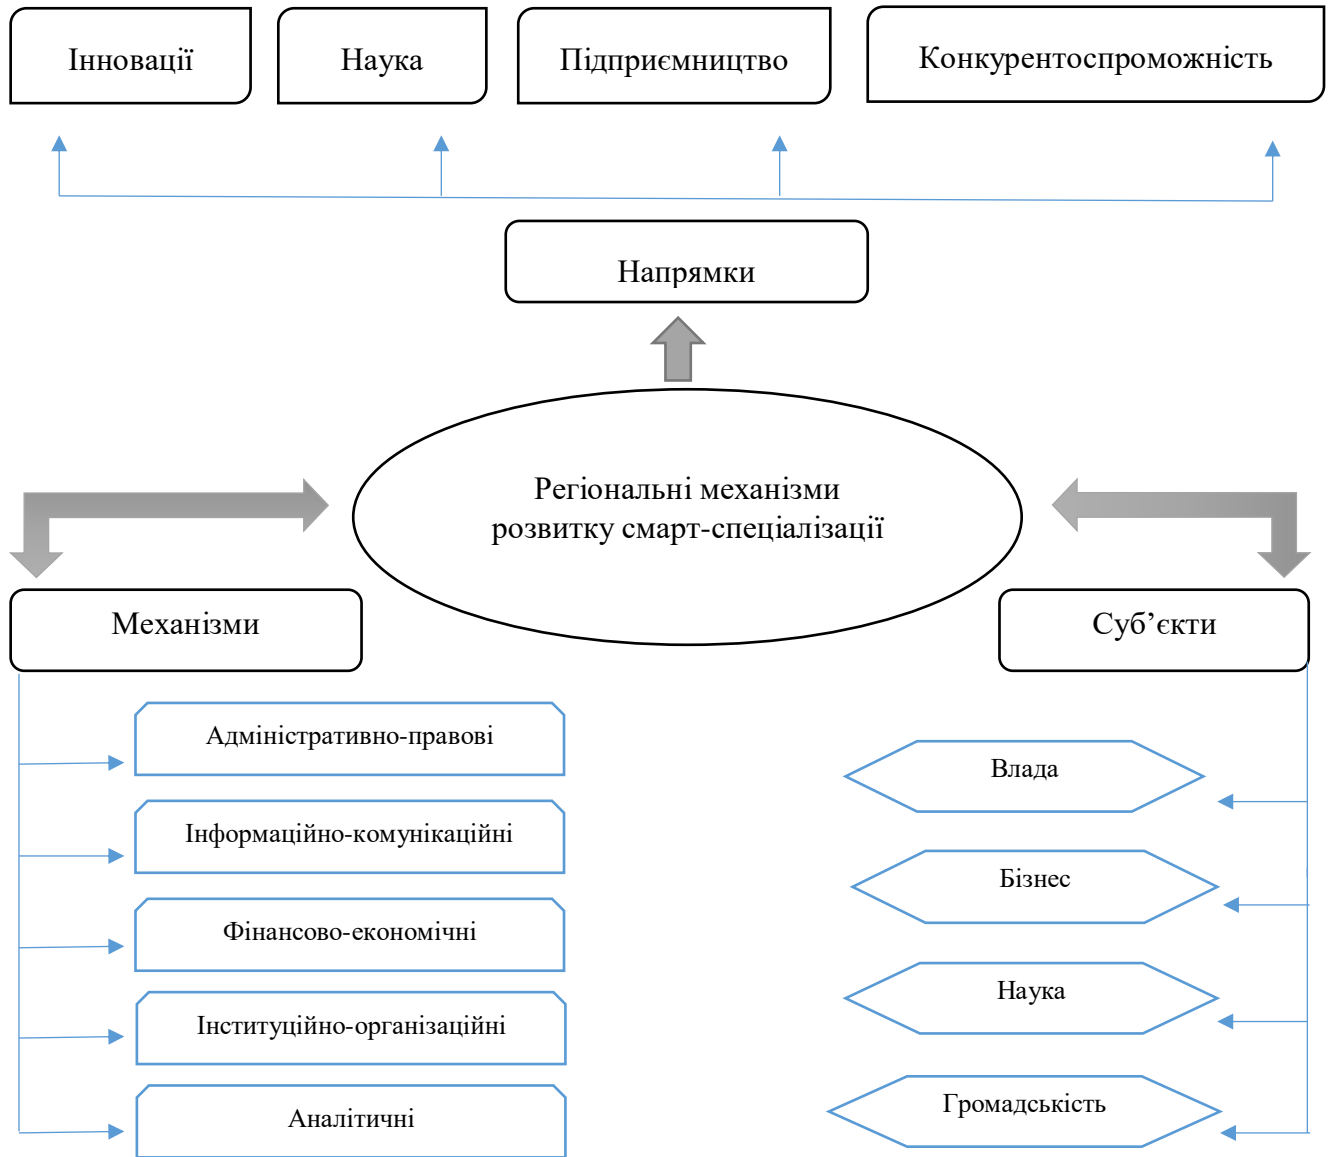 Інновації
Наука
Підприємництво
Конкурентоспроможність
Напрямки
Регіональні механізми
розвитку смарт-спеціалізації
Механізми
Суб’єкти
Адміністративно-правові
Інформаційно-комунікаційні
Фінансово-економічні
Інституційно-організаційні
Аналітичні
Влада
Бізнес
Наука
Громадськість